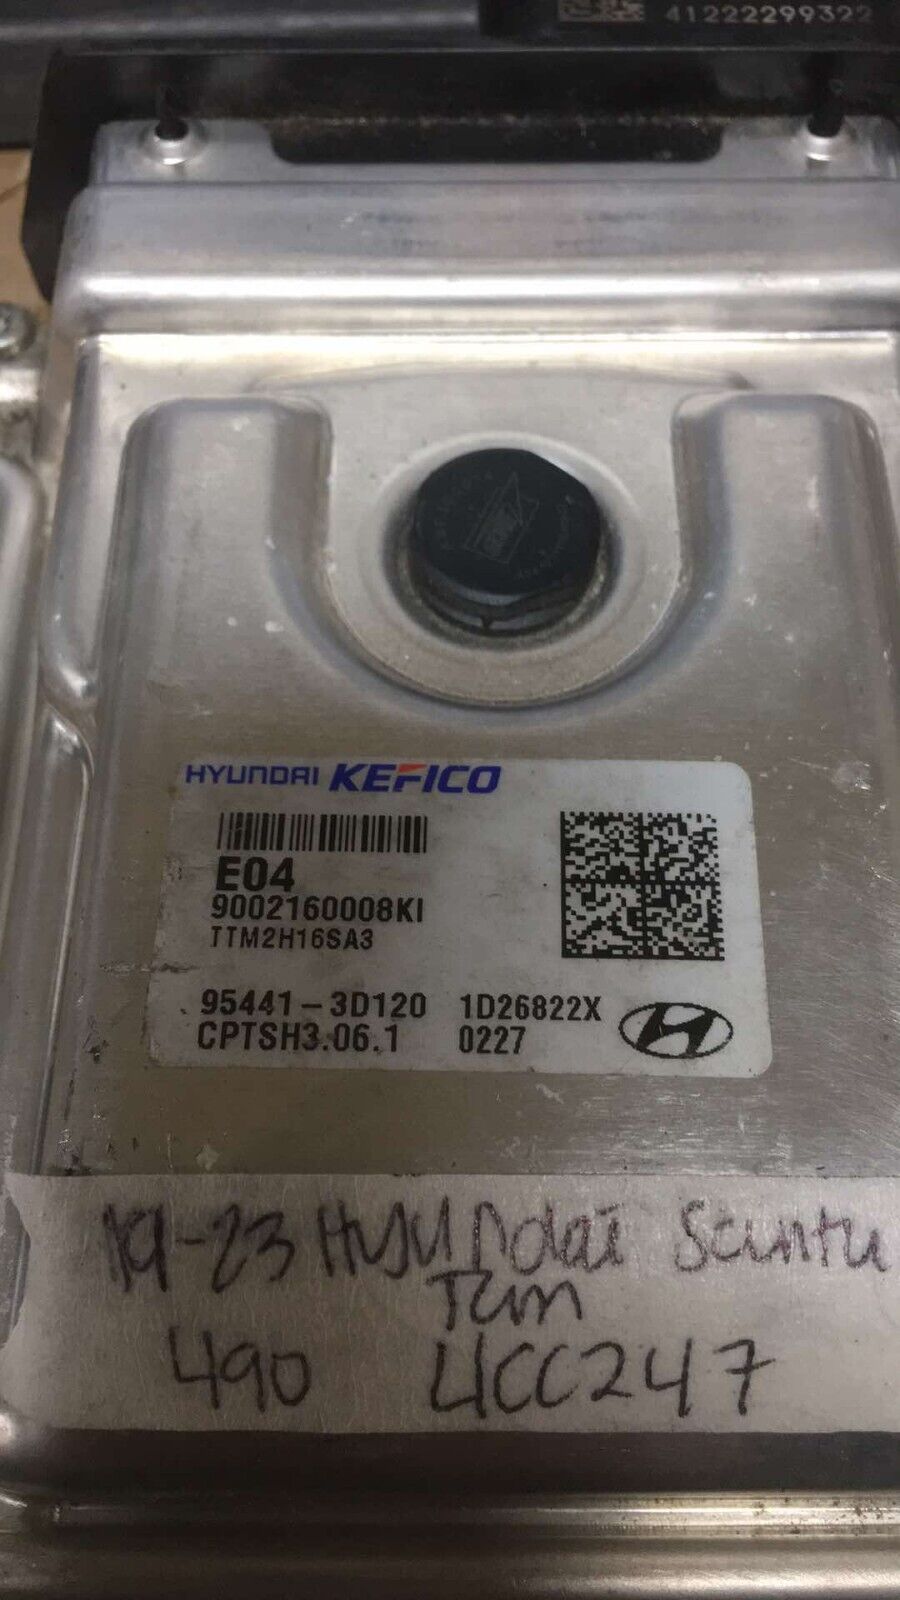 41222299322
HYUNDAI KEFICO
E04
9002160008KI
TTM2H16SA3
95441-3D120 1D26822X
CPTSH3.06.1 0227
19-23 HYUNdai Santa
Tam
490 4CC247